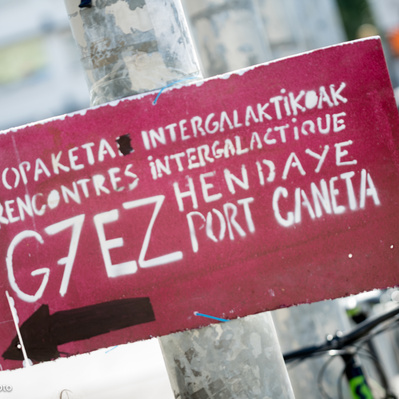 OPAKETA INTERGALAKTIKOAK
RENCONTRES INTERGALACTIQUE
G7EZ HENDAYE
PORT CANETA